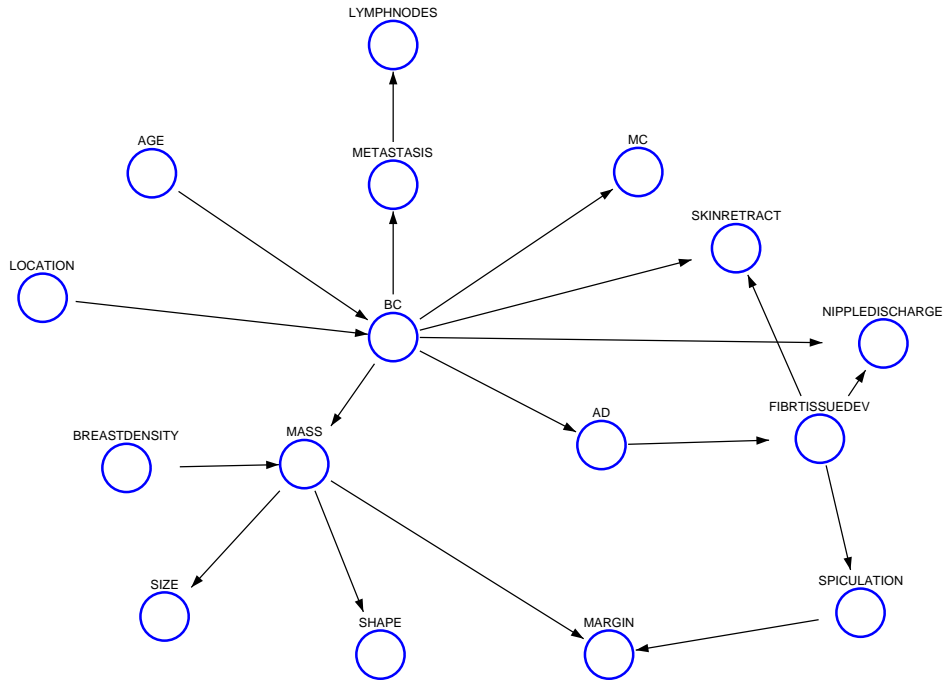 LYMPHNODES
AGE
MC
METASTASIS
SKINRETRACT
LOCATION
BC
NIPPLEDISCHARGE
FIBRTISSUEDEV
AD
BREASTDENSITY
MASS
SIZE
SPICULATION
SHAPE
MARGIN